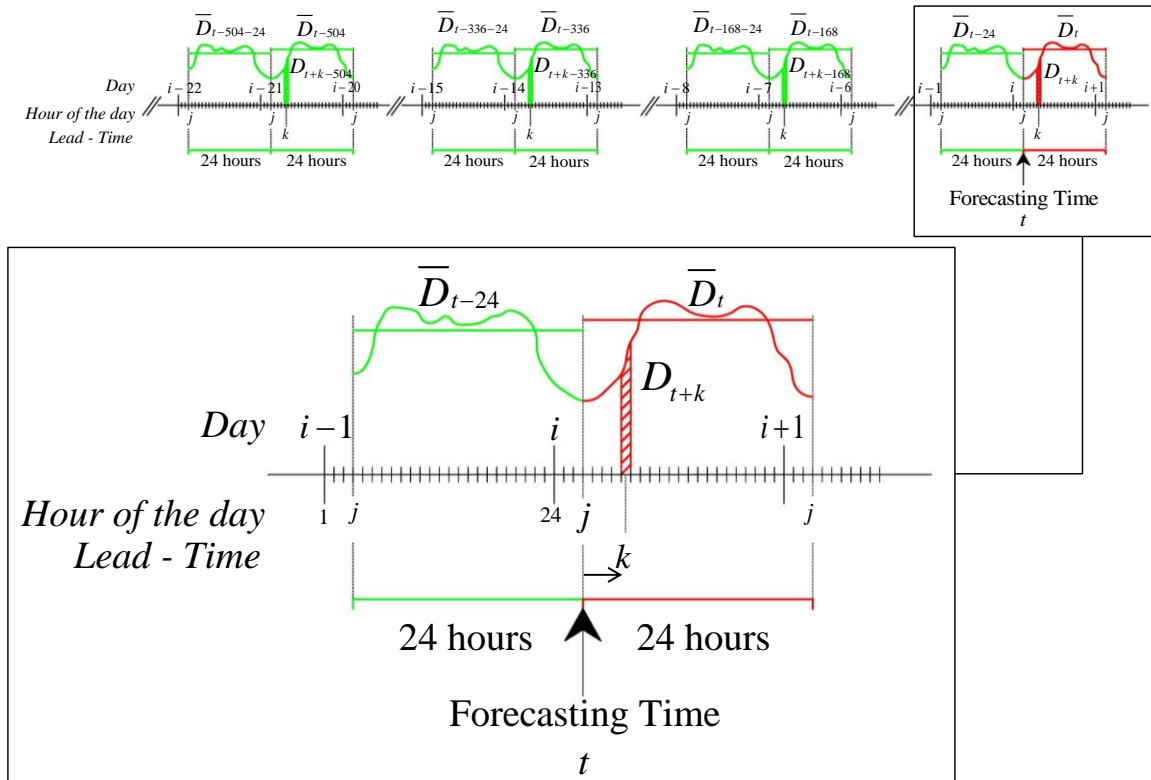 D̅ₜ₋₅₀₄₋₂₄ D̅ₜ₋₅₀₄ D̅ₜ₋₃₃₆₋₂₄ D̅ₜ₋₃₃₆ D̅ₜ₋₁₆₈₋₂₄ D̅ₜ₋₁₆₈ D̅ₜ₋₂₄ D̅ₜ
Dₜ₊ₖ₋₅₀₄ Dₜ₊ₖ₋₃₃₆ Dₜ₊ₖ₋₁₆₈ Dₜ₊ₖ
Day i−22 i−21 i−20 i−15 i−14 i−13 i−8 i−7 i−6 i−1 i i+1
Hour of the day j j j j j j j j j j j j
Lead - Time k k k k
24 hours 24 hours 24 hours 24 hours 24 hours 24 hours 24 hours 24 hours
Forecasting Time
t
D̅ₜ₋₂₄ D̅ₜ
Dₜ₊ₖ
Day i−1 i i+1
Hour of the day 1 j 24 j j
Lead - Time k
24 hours 24 hours
Forecasting Time
t